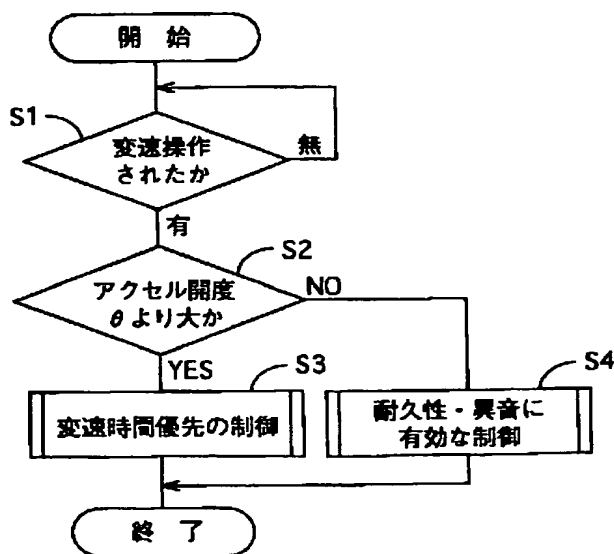 開 始
S1
変速操作
されたか
無
有
S2
アクセル開度
θより大か
NO
YES
S3
変速時間優先の制御
S4
耐久性・異音に
有効な制御
終 了